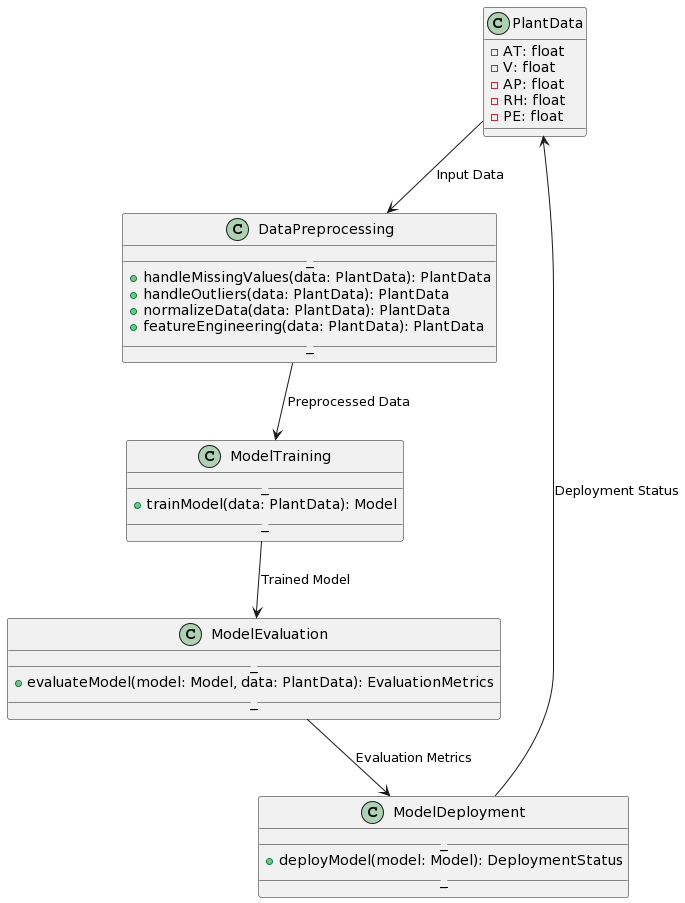 C PlantData
AT: float
V: float
AP: float
RH: float
PE: float
Input Data
C DataPreprocessing
_
handleMissingValues(data: PlantData): PlantData
handleOutliers(data: PlantData): PlantData
normalizeData(data: PlantData): PlantData
featureEngineering(data: PlantData): PlantData
_
Preprocessed Data
C ModelTraining
_
trainModel(data: PlantData): Model
_
Deployment Status
Trained Model
C ModelEvaluation
_
evaluateModel(model: Model, data: PlantData): EvaluationMetrics
_
Evaluation Metrics
C ModelDeployment
_
deployModel(model: Model): DeploymentStatus
_